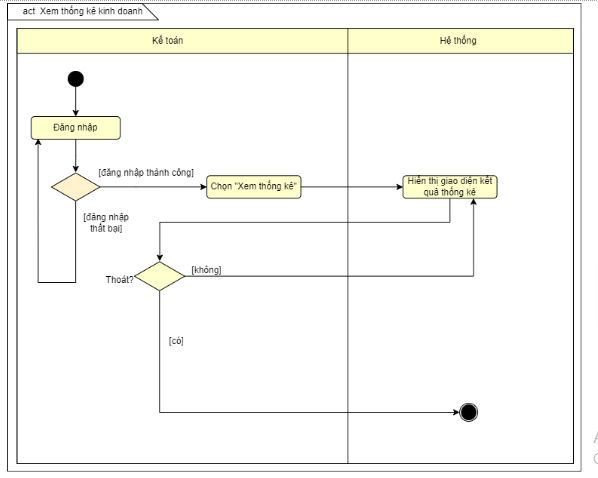 act Xem thống kê kinh doanh
Kế toán
Hệ thống
Đăng nhập
[đăng nhập thành công]
Chọn "Xem thống kê"
Hiển thị giao diện kết
quả thống kê
[đăng nhập
thất bại]
Thoát?
[không]
[có]